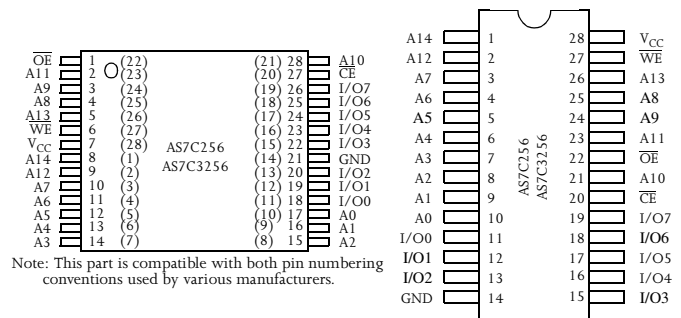 OE 1 (22) (21) 28 A10
A11 2 (23) (20) 27 CE
A9 3 (24) (19) 26 I/O7
A8 4 (25) (18) 25 I/O6
A13 5 (26) (17) 24 I/O5
WE 6 (27) (16) 23 I/O4
VCC 7 (28) (15) 22 I/O3
A14 8 (1) (14) 21 GND
A12 9 (2) (13) 20 I/O2
A7 10 (3) (12) 19 I/O1
A6 11 (4) (11) 18 I/O0
A5 12 (5) (10) 17 A0
A4 13 (6) (9) 16 A1
A3 14 (7) (8) 15 A2
AS7C256
AS7C3256
Note: This part is compatible with both pin numbering
conventions used by various manufacturers.
A14 1 28 VCC
A12 2 27 WE
A7 3 26 A13
A6 4 25 A8
A5 5 24 A9
A4 6 23 A11
A3 7 22 OE
A2 8 21 A10
A1 9 20 CE
A0 10 19 I/O7
I/O0 11 18 I/O6
I/O1 12 17 I/O5
I/O2 13 16 I/O4
GND 14 15 I/O3
AS7C256
AS7C3256